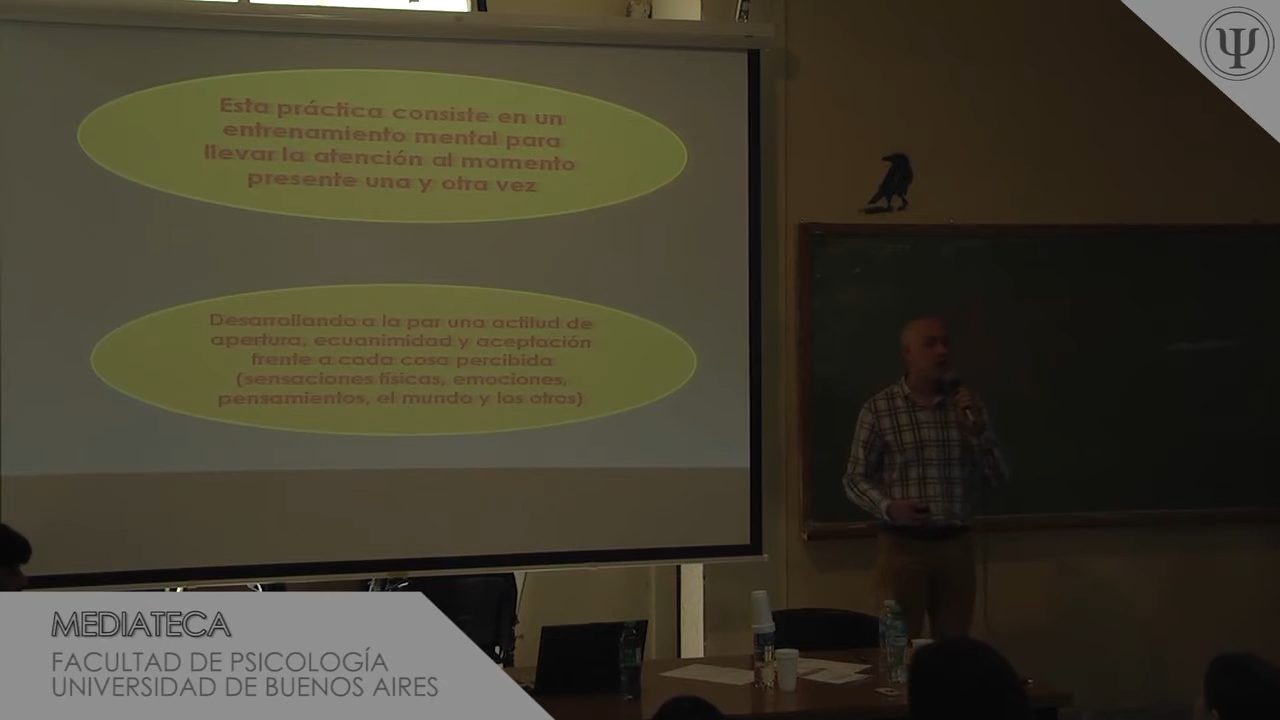 Esta práctica consiste en un
entrenamiento mental para
llevar la atención al momento
presente una y otra vez
Desarrollando a la par una actitud de
apertura, ecuanimidad y aceptación
frente a cada cosa percibida
(sensaciones físicas, emociones,
pensamientos, el mundo y los otros)
MEDIATECA
FACULTAD DE PSICOLOGÍA
UNIVERSIDAD DE BUENOS AIRES
Ψ